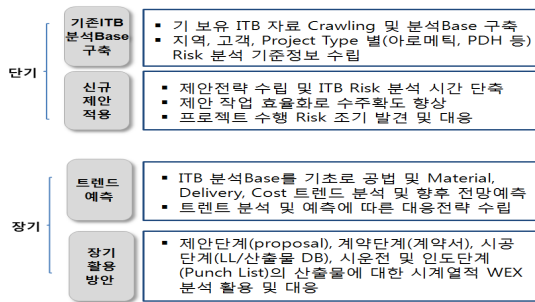 기존ITB
분석Base
구축
▪ 기 보유 ITB 자료 Crawling 및 분석Base 구축
▪ 지역, 고객, Project Type 별(아로메틱, PDH 등)
Risk 분석 기준정보 수립
단기
신규
제안
적용
▪ 제안전략 수립 및 ITB Risk 분석 시간 단축
▪ 제안 작업 효율화로 수주확도 향상
▪ 프로젝트 수행 Risk 조기 발견 및 대응
트렌드
예측
▪ ITB 분석Base를 기초로 공법 및 Material,
Delivery, Cost 트렌드 분석 및 향후 전망예측
▪ 트렌트 분석 및 예측에 따른 대응전략 수립
장기
장기
활용
방안
▪ 제안단계(proposal), 계약단계(계약서), 시공
단계(LL/산출물 DB), 시운전 및 인도단계
(Punch List)의 산출물에 대한 시계열적 WEX
분석 활용 및 대응